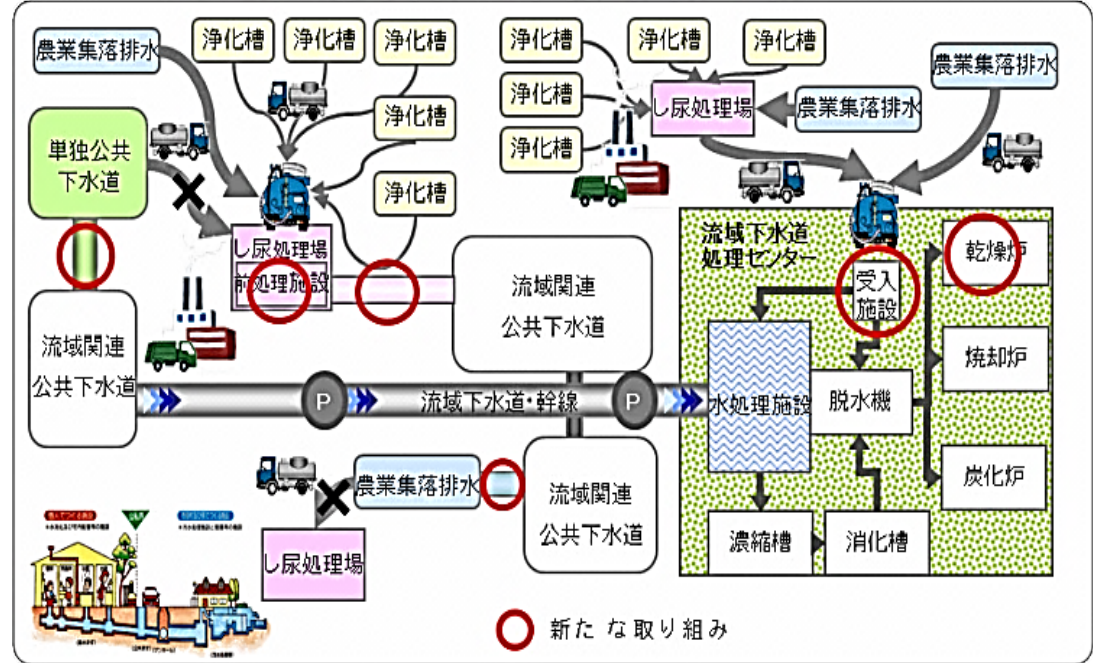 農業集落排水
浄化槽
浄化槽
浄化槽
浄化槽
浄化槽
単独公共
下水道
し尿処理場
前処理施設
流域関連
公共下水道
流域関連
公共下水道
浄化槽
浄化槽
浄化槽
浄化槽
浄化槽
し尿処理場
農業集落排水
農業集落排水
流域下水道
処理センター
受入
施設
乾燥炉
焼却炉
炭化炉
水処理施設
脱水機
濃縮槽
消化槽
P
流域下水道・幹線
P
農業集落排水
し尿処理場
流域関連
公共下水道
新たな取り組み